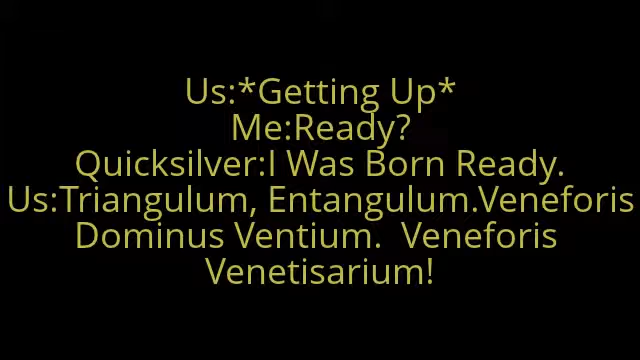 Us:*Getting Up*
Me:Ready?
Quicksilver:I Was Born Ready.
Us:Triangulum, Entangulum.Veneforis
Dominus Ventium.  Veneforis
Venetisarium!